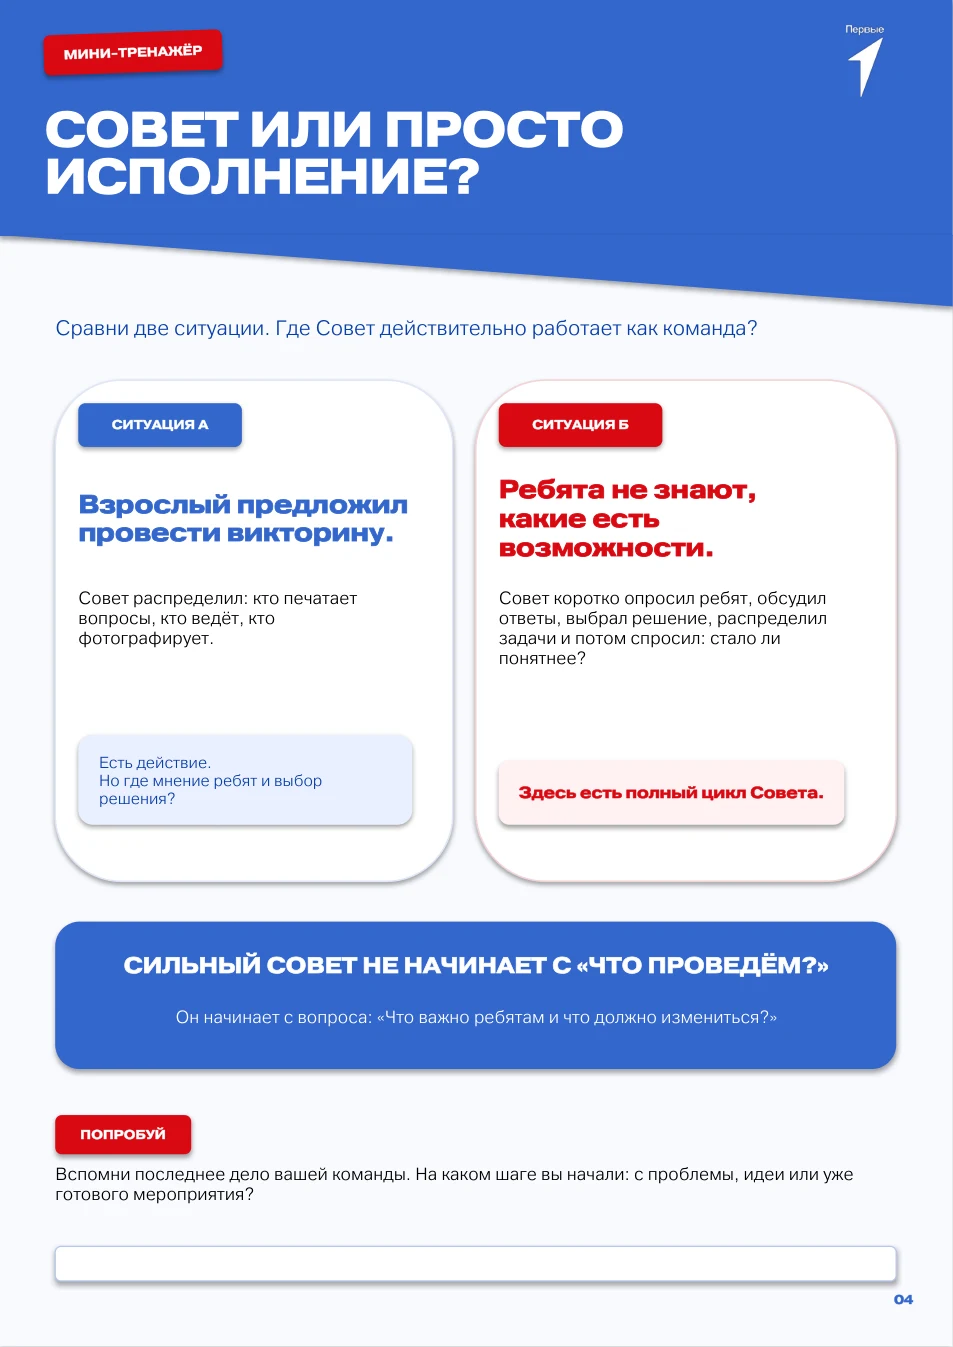 МИНИ-ТРЕНАЖЁР
Первые
СОВЕТ ИЛИ ПРОСТО
ИСПОЛНЕНИЕ?
Сравни две ситуации. Где Совет действительно работает как команда?
СИТУАЦИЯ А
Взрослый предложил
провести викторину.
Совет распределил: кто печатает
вопросы, кто ведёт, кто
фотографирует.
Есть действие.
Но где мнение ребят и выбор
решения?
СИТУАЦИЯ Б
Ребята не знают,
какие есть
возможности.
Совет коротко опросил ребят, обсудил
ответы, выбрал решение, распределил
задачи и потом спросил: стало ли
понятнее?
Здесь есть полный цикл Совета.
СИЛЬНЫЙ СОВЕТ НЕ НАЧИНАЕТ С «ЧТО ПРОВЕДЁМ?»
Он начинает с вопроса: «Что важно ребятам и что должно измениться?»
ПОПРОБУЙ
Вспомни последнее дело вашей команды. На каком шаге вы начали: с проблемы, идеи или уже
готового мероприятия?
04